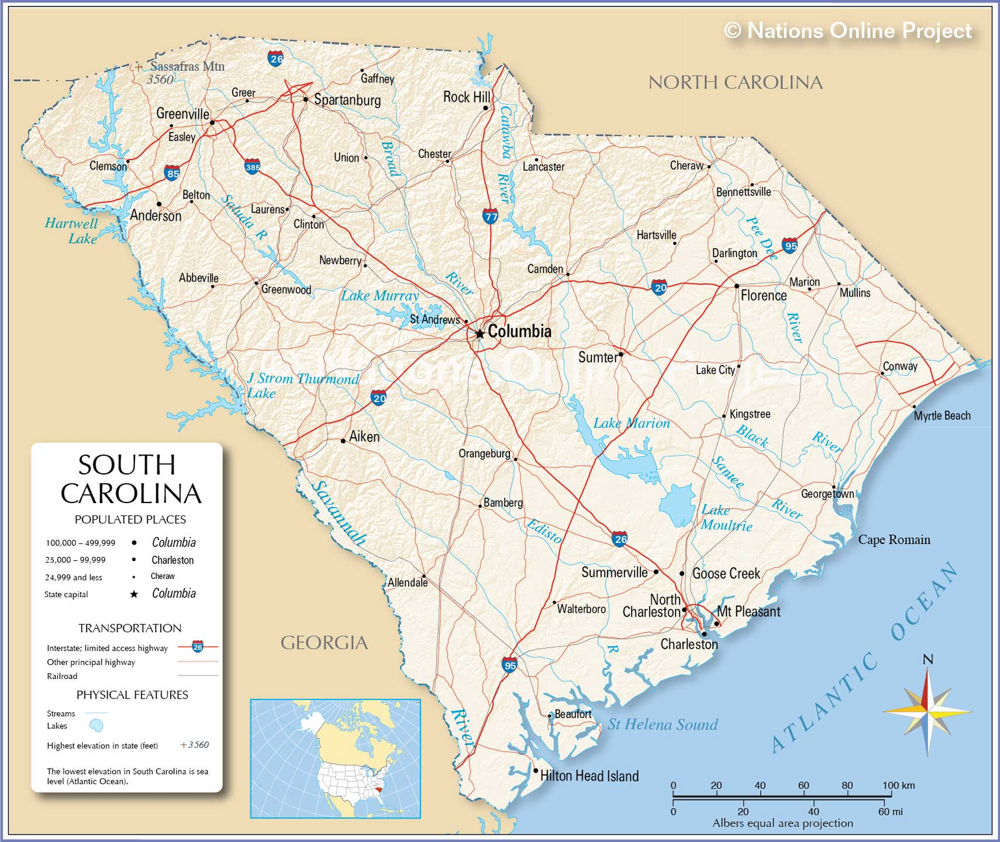 © Nations Online Project
NORTH CAROLINA
26
Sassafras Mtn
3560
Gaffney
Greer
Spartanburg
Rock Hill
Greenville
Easley
Catawba
River
Broad
River
Union
Chester
Lancaster
Cheraw
Clemson
85
385
Bennettsville
Belton
Saluda R
Laurens
Anderson
Clinton
77
Hartwell
Lake
Pee Dee
River
Hartsville
95
Darlington
Newberry
Camden
Abbeville
Greenwood
20
Marion
Mullins
Florence
Lake Murray
St Andrews
Columbia
© Nations Online Project
Sumter
Lake City
Conway
J Strom Thurmond
Lake
20
Kingstree
Myrtle Beach
Lake Marion
Black
River
Aiken
Orangeburg
Santee
River
Savannah
River
Georgetown
Bamberg
Lake
Moultrie
Edisto
R
26
Cape Romain
Summerville
Goose Creek
Allendale
North
Charleston
Mt Pleasant
Walterboro
Charleston
GEORGIA
95
ATLANTIC OCEAN
Beaufort
St Helena Sound
Hilton Head Island
N
SOUTH
CAROLINA
POPULATED PLACES
100,000 – 499,999 Columbia
25,000 – 99,999 Charleston
24,999 and less Cheraw
State capital Columbia
TRANSPORTATION
Interstate; limited access highway 26
Other principal highway
Railroad
PHYSICAL FEATURES
Streams
Lakes
Highest elevation in state (feet) +3560
The lowest elevation in South Carolina is sea
level (Atlantic Ocean).
0 20 40 60 80 100 km
0 20 40 60 mi
Albers equal area projection